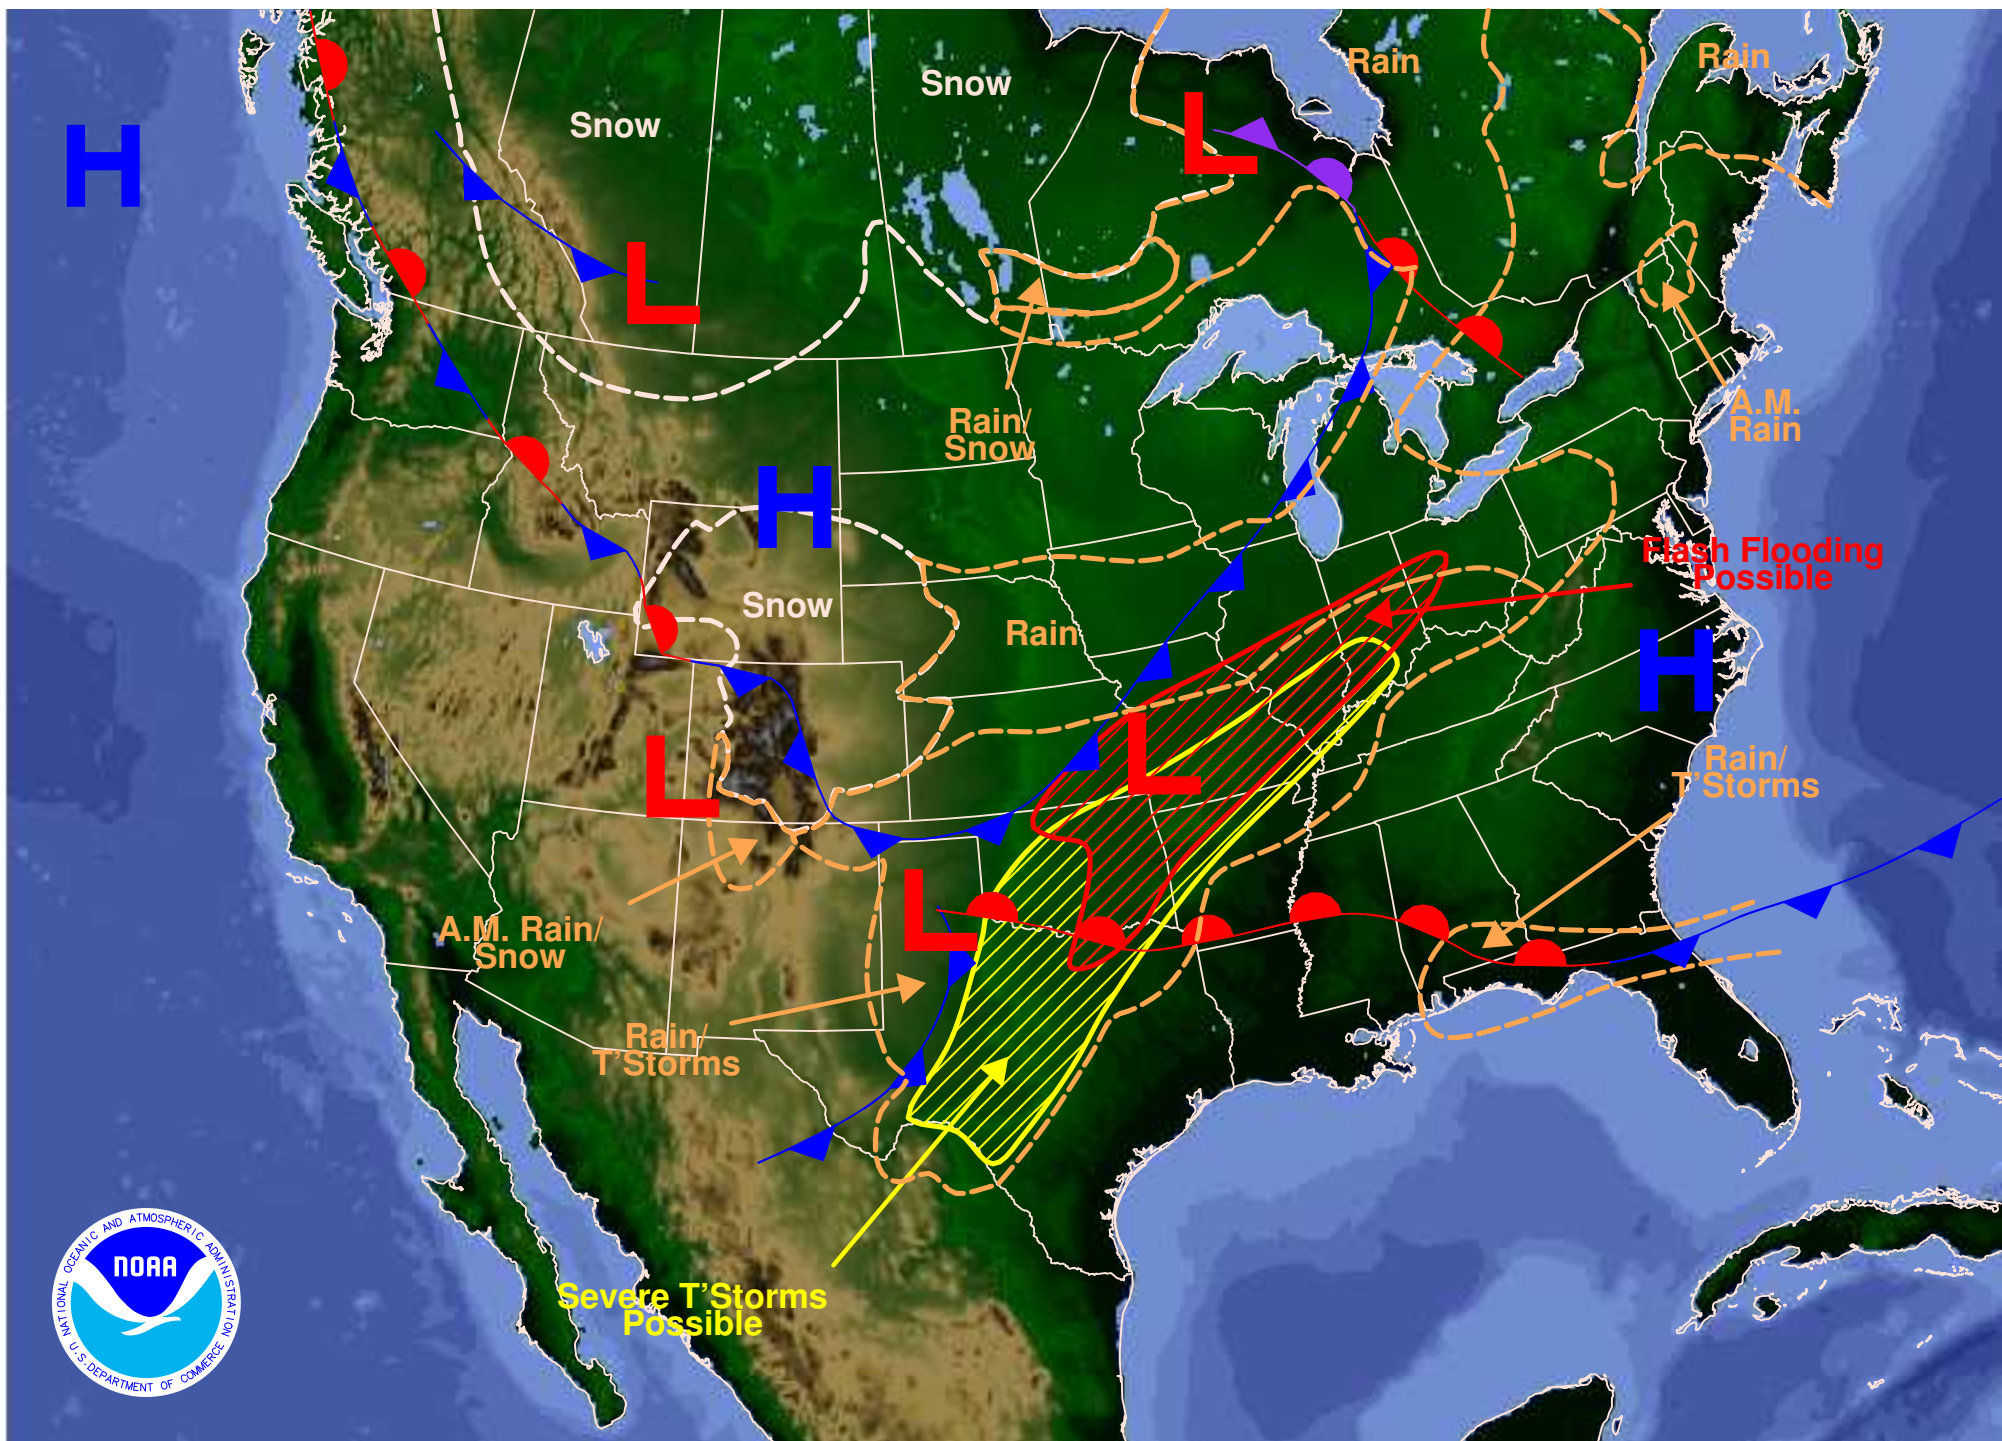 Rain
Rain
Snow
Snow
H
L
L
Rain/
Snow
A.M.
Rain
H
Flash Flooding
Possible
Snow
Rain
H
L
L
Rain/
T'Storms
L
A.M. Rain/
Snow
Rain/
T'Storms
Severe T'Storms
Possible
NATIONAL OCEANIC AND ATMOSPHERIC ADMINISTRATION
NOAA
U.S. DEPARTMENT OF COMMERCE